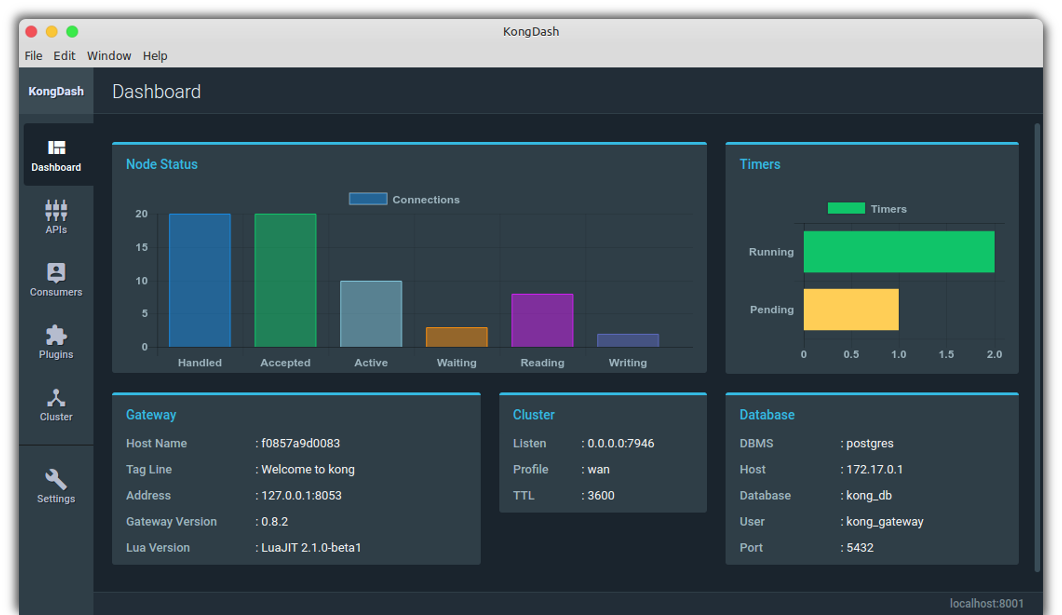 KongDash
File Edit Window Help
KongDash
Dashboard
Dashboard
APIs
Consumers
Plugins
Cluster
Settings
Node Status
Connections
20
15
10
5
0
Handled Accepted Active Waiting Reading Writing
Timers
Timers
Running
Pending
0 0.5 1.0 1.5 2.0
Gateway
Host Name : f0857a9d0083
Tag Line : Welcome to kong
Address : 127.0.0.1:8053
Gateway Version : 0.8.2
Lua Version : LuaJIT 2.1.0-beta1
Cluster
Listen : 0.0.0.0:7946
Profile : wan
TTL : 3600
Database
DBMS : postgres
Host : 172.17.0.1
Database : kong_db
User : kong_gateway
Port : 5432
localhost:8001